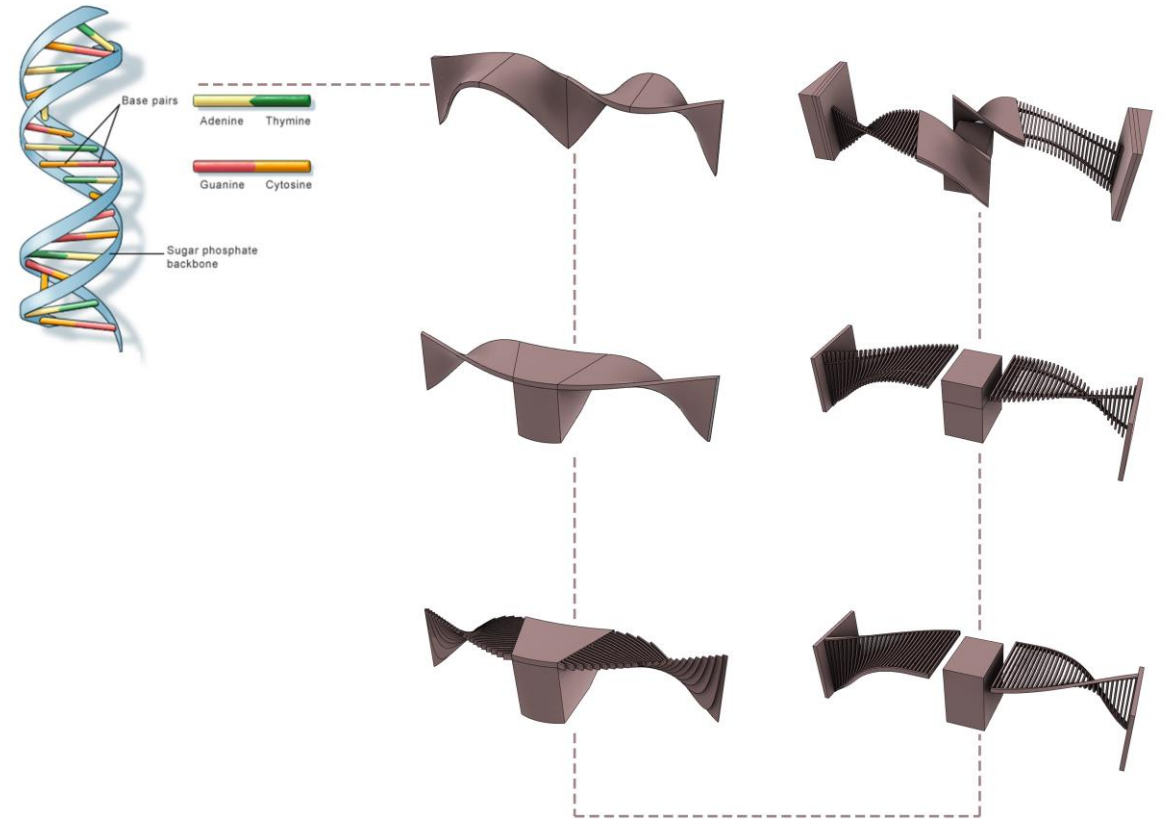 Base pairs
Adenine Thymine
Guanine Cytosine
Sugar phosphate
backbone